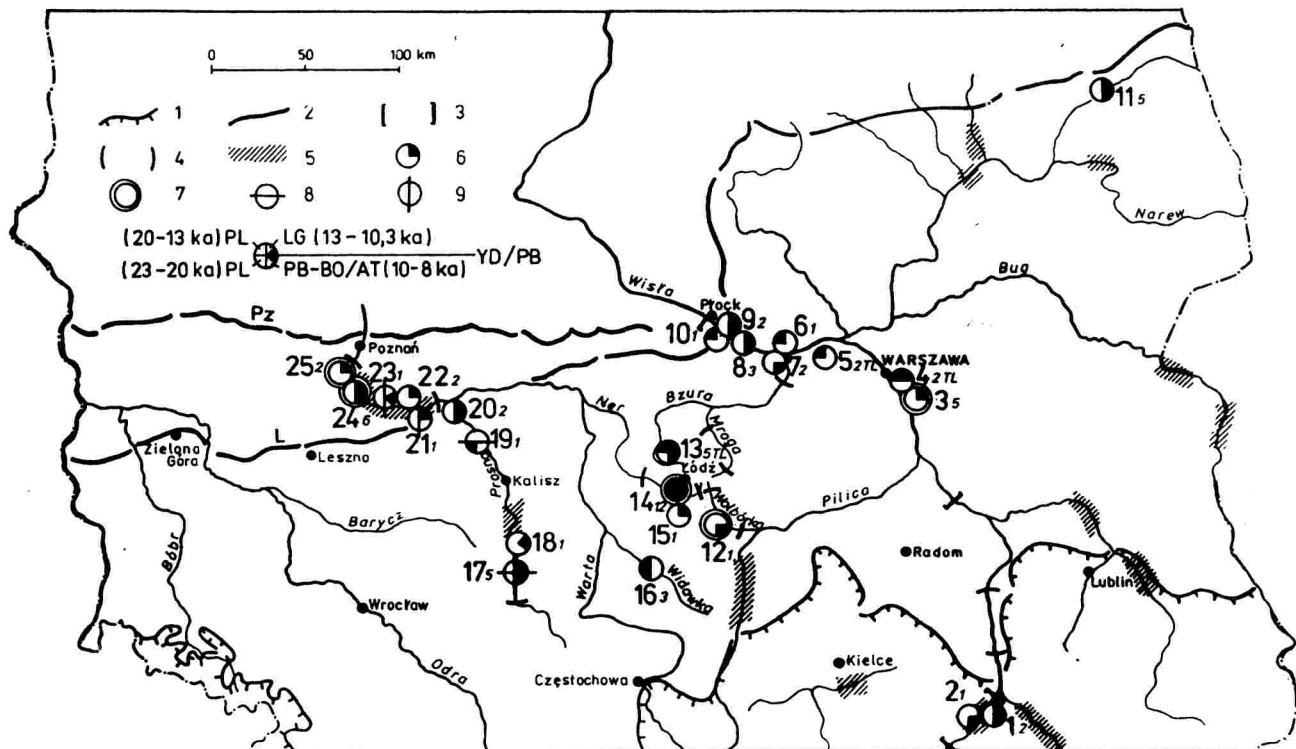 0 50 100 km
1 2 3
4 5 6
7 8 9
(20-13 ka) PL LG (13-10,3 ka)
YD/PB
(23-20 ka) PL PB-BO/AT (10-8 ka)
11 5
Narew
Bug
Wisła
Płock
Pz
10 1
9 2
6 1
8 3
7 2
5 2TL
WARSZAWA
4 2TL
3 5
Poznań
25 2
23 1
22 2
24 6
21 1
20 2
19 1
Ner
Bzura
Mroga
13 5TL
Łódź
14 12
15 1
Wolbórka
12 1
Pilica
Zielona
Góra
L
Leszno
Prosna
Kalisz
Barycz
Bóbr
18 1
17 5
Warta
16 3
Widawka
Radom
Lublin
Wrocław
Odra
Częstochowa
Kielce
2 1
1 2